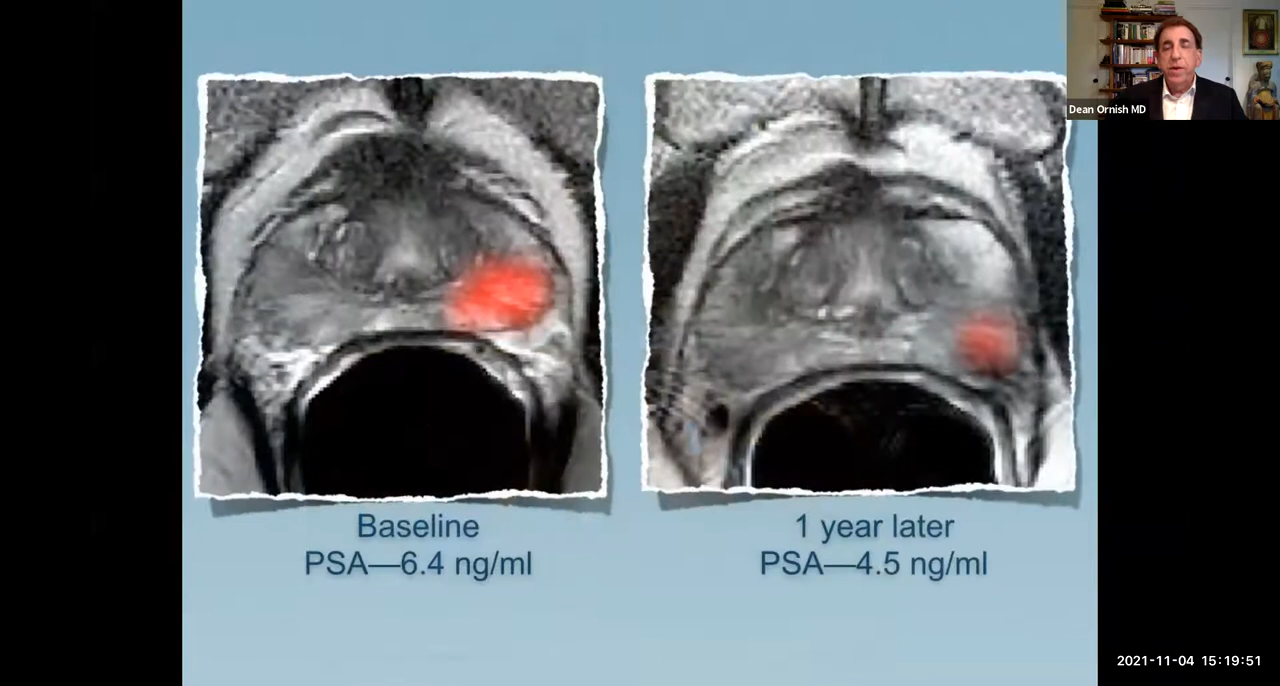 Dean Ornish MD
Baseline
PSA—6.4 ng/ml
1 year later
PSA—4.5 ng/ml
2021-11-04 15:19:51